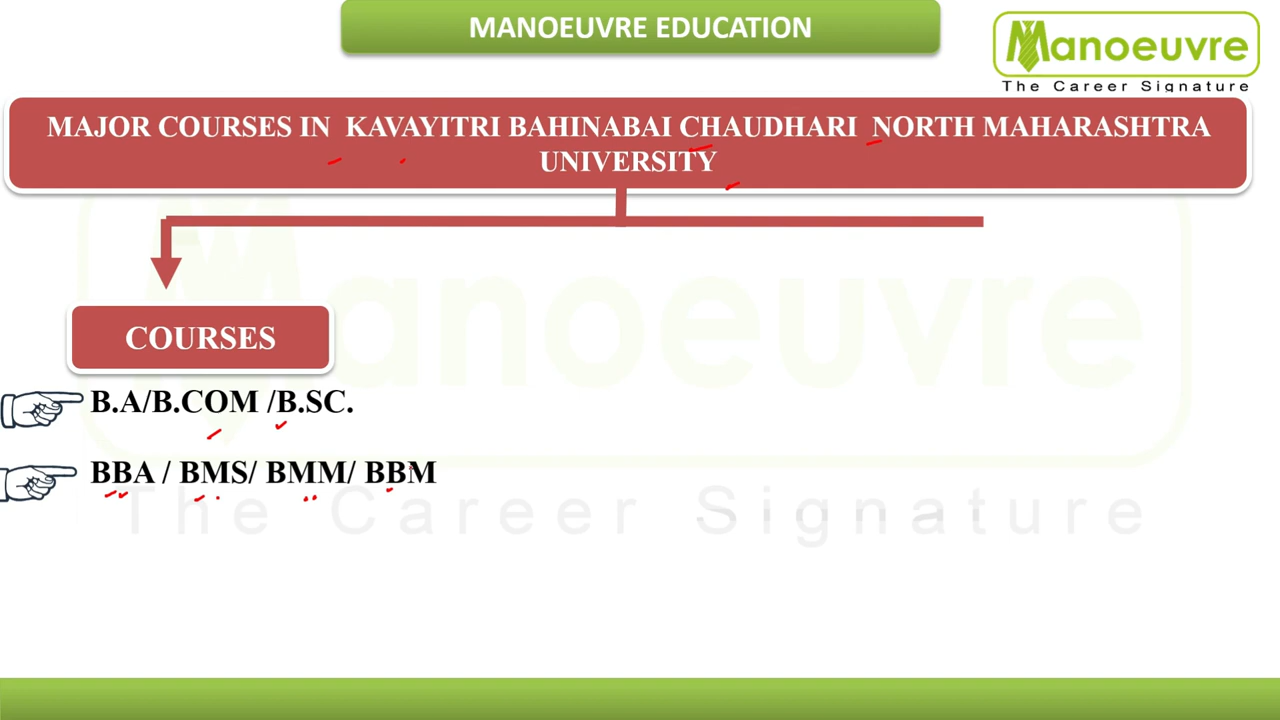 MANOEUVRE EDUCATION
Manoeuvre
The Career Signature
MAJOR COURSES IN KAVAYITRI BAHINABAI CHAUDHARI NORTH MAHARASHTRA
UNIVERSITY
COURSES
B.A/B.COM /B.SC.
BBA / BMS/ BMM/ BBM
Manoeuvre
The Career Signature